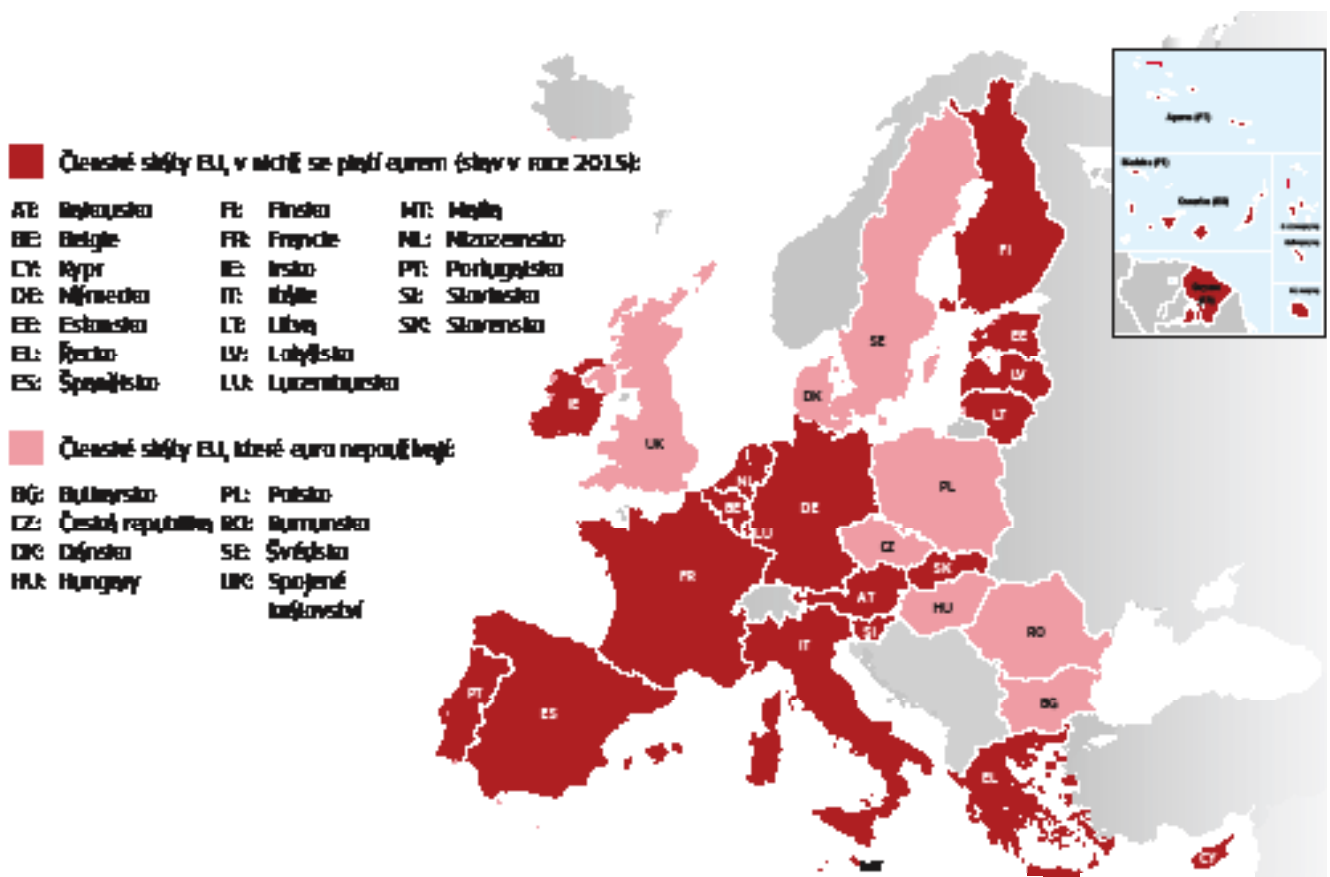 Členské státy EU, v nichž se platí eurem (stav v roce 2015):
AT: Rakousko
BE: Belgie
CY: Kypr
DE: Německo
EE: Estonsko
EL: Řecko
ES: Španělsko
FI: Finsko
FR: Francie
IE: Irsko
IT: Itálie
LT: Litva
LV: Lotyšsko
LU: Lucembursko
MT: Malta
NL: Nizozemsko
PT: Portugalsko
SI: Slovinsko
SK: Slovensko
Členské státy EU, které euro nepoužívají:
BG: Bulharsko
CZ: Česká republika
DK: Dánsko
HU: Hungary
PL: Polsko
RO: Rumunsko
SE: Švédsko
UK: Spojené
království
FI
SE
EE
LV
LT
DK
IE
UK
NL
BE
LU
DE
PL
CZ
SK
FR
AT
HU
SI
IT
RO
PT
ES
BG
EL
MT
CY